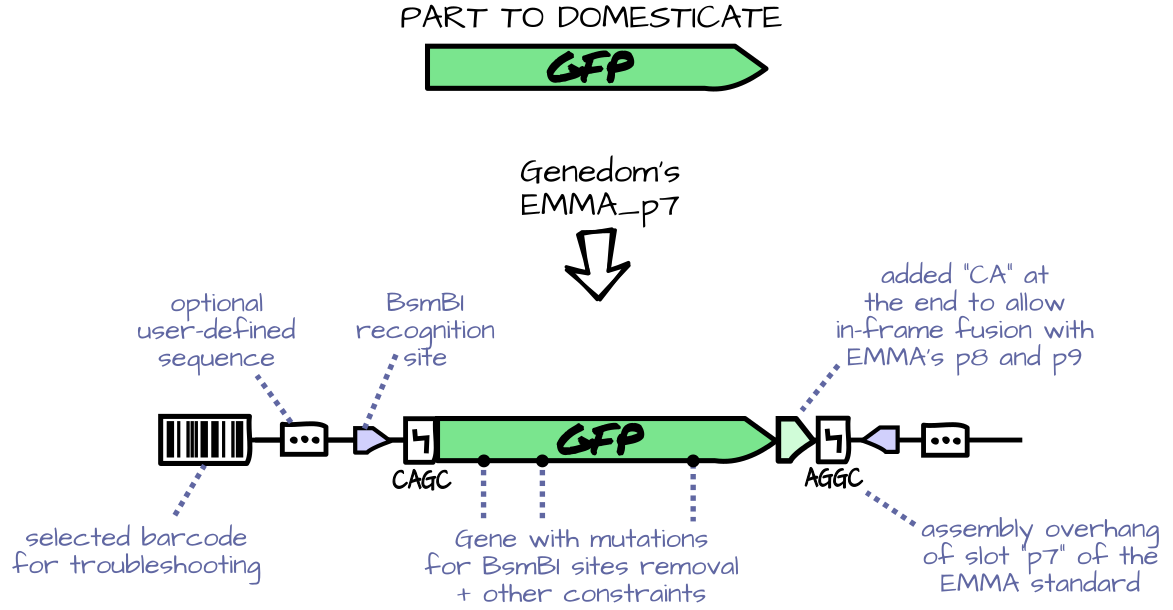 PART TO DOMESTICATE
GFP
Genedom's
EMMA_p7
optional
user-defined
sequence
BsmBI
recognition
site
added "CA" at
the end to allow
in-frame fusion with
EMMA's p8 and p9
GFP
CAGC
AGGC
selected barcode
for troubleshooting
Gene with mutations
for BsmBI sites removal
+ other constraints
assembly overhang
of slot "p7" of the
EMMA standard